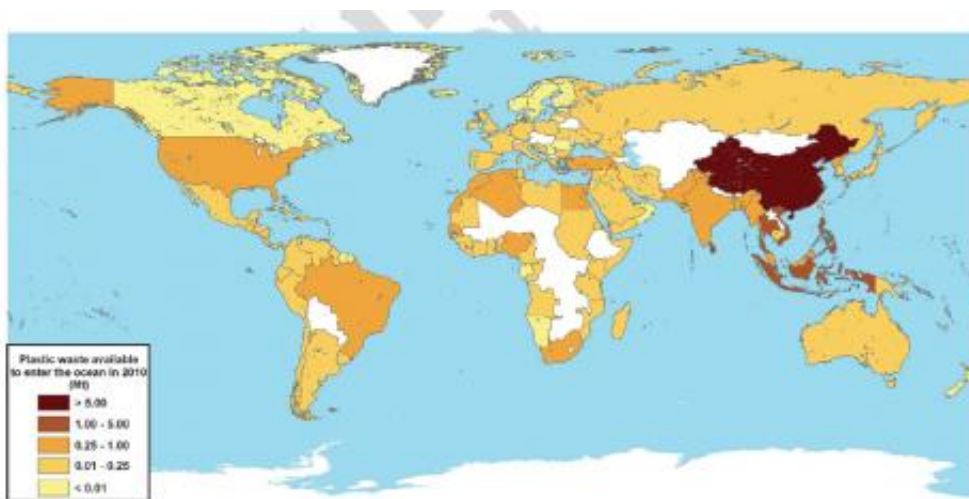 Plastic waste available
to enter the ocean in 2010
(Mt)
> 5.00
1.00 - 5.00
0.25 - 1.00
0.01 - 0.25
< 0.01